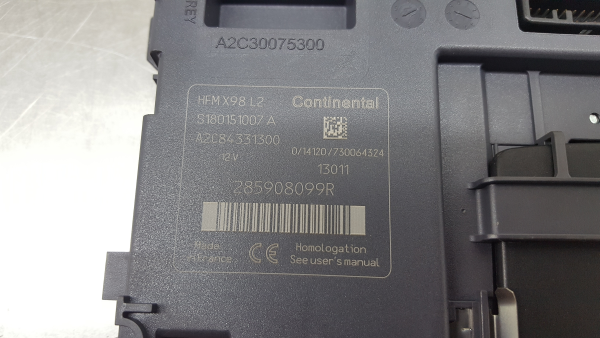 REY
A2C30075300
HFM X98 L2 Continental
S180151007 A
A2C84331300
12V 0/14120/730064324
13011
285908099R
Made France CE Homologation
See user's manual